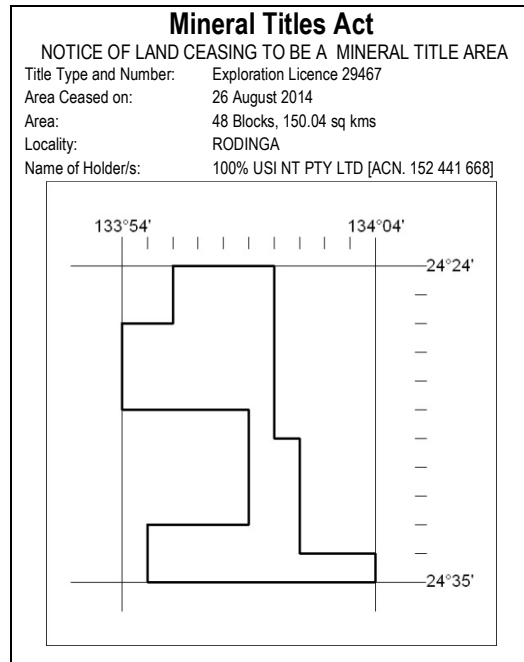 Mineral Titles Act
NOTICE OF LAND CEASING TO BE A MINERAL TITLE AREA
Title Type and Number: Exploration Licence 29467
Area Ceased on: 26 August 2014
Area: 48 Blocks, 150.04 sq kms
Locality: RODINGA
Name of Holder/s: 100% USI NT PTY LTD [ACN. 152 441 668]
133°54' 134°04'
24°24'
24°35'